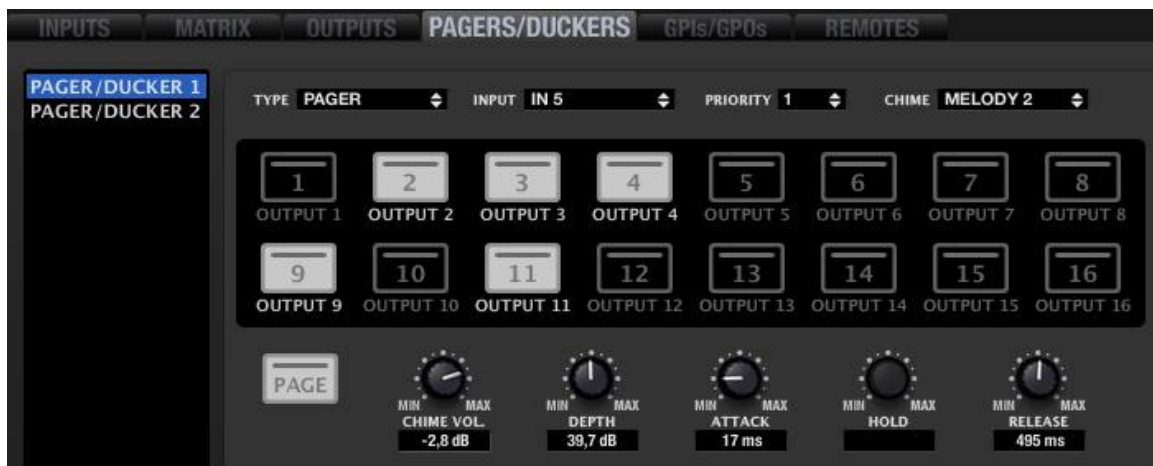 INPUTS MATRIX OUTPUTS PAGERS/DUCKERS GPIs/GPOs REMOTES
PAGER/DUCKER 1
PAGER/DUCKER 2
TYPE PAGER INPUT IN 5 PRIORITY 1 CHIME MELODY 2
1 2 3 4 5 6 7 8
OUTPUT 1 OUTPUT 2 OUTPUT 3 OUTPUT 4 OUTPUT 5 OUTPUT 6 OUTPUT 7 OUTPUT 8
9 10 11 12 13 14 15 16
OUTPUT 9 OUTPUT 10 OUTPUT 11 OUTPUT 12 OUTPUT 13 OUTPUT 14 OUTPUT 15 OUTPUT 16
PAGE
MIN MAX MIN MAX MIN MAX MIN MAX MIN MAX
CHIME VOL. DEPTH ATTACK HOLD RELEASE
-2,8 dB 39,7 dB 17 ms 495 ms